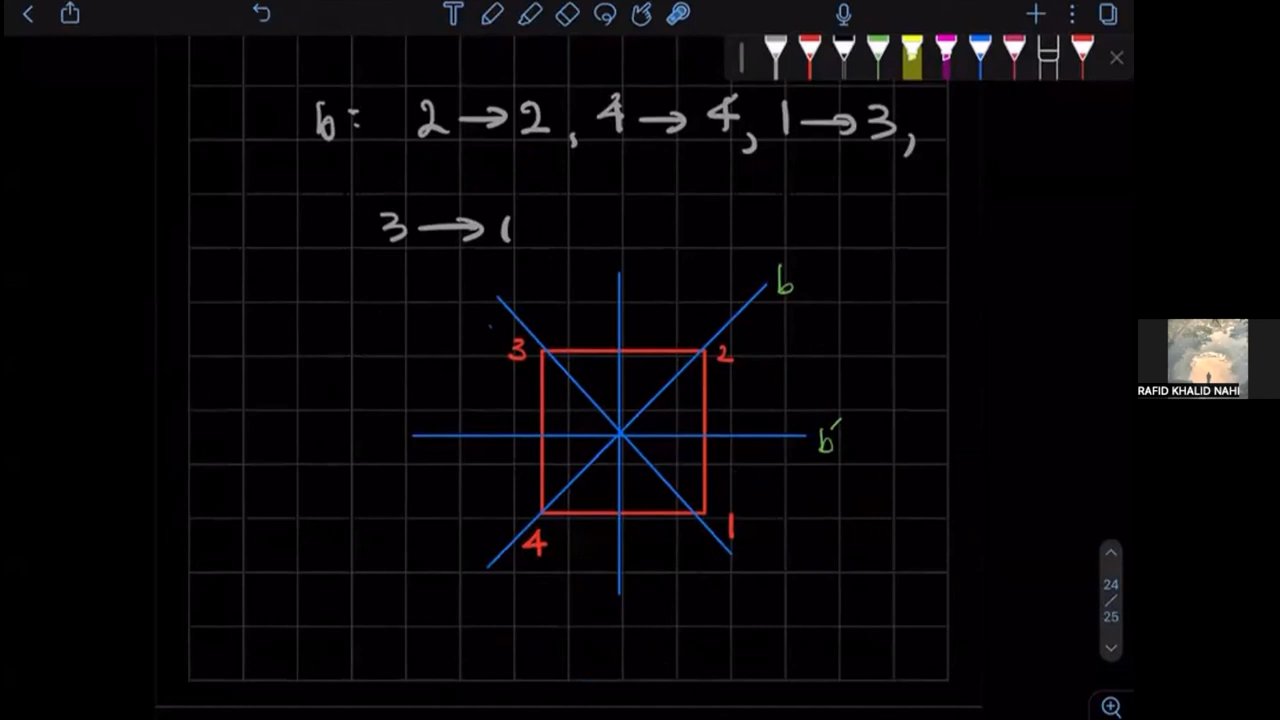 b: 2 → 2, 4 → 4, 1 → 3,
3 → 1
b
3
2
b′
1
4
RAFID KHALID NAHI
24
/
25